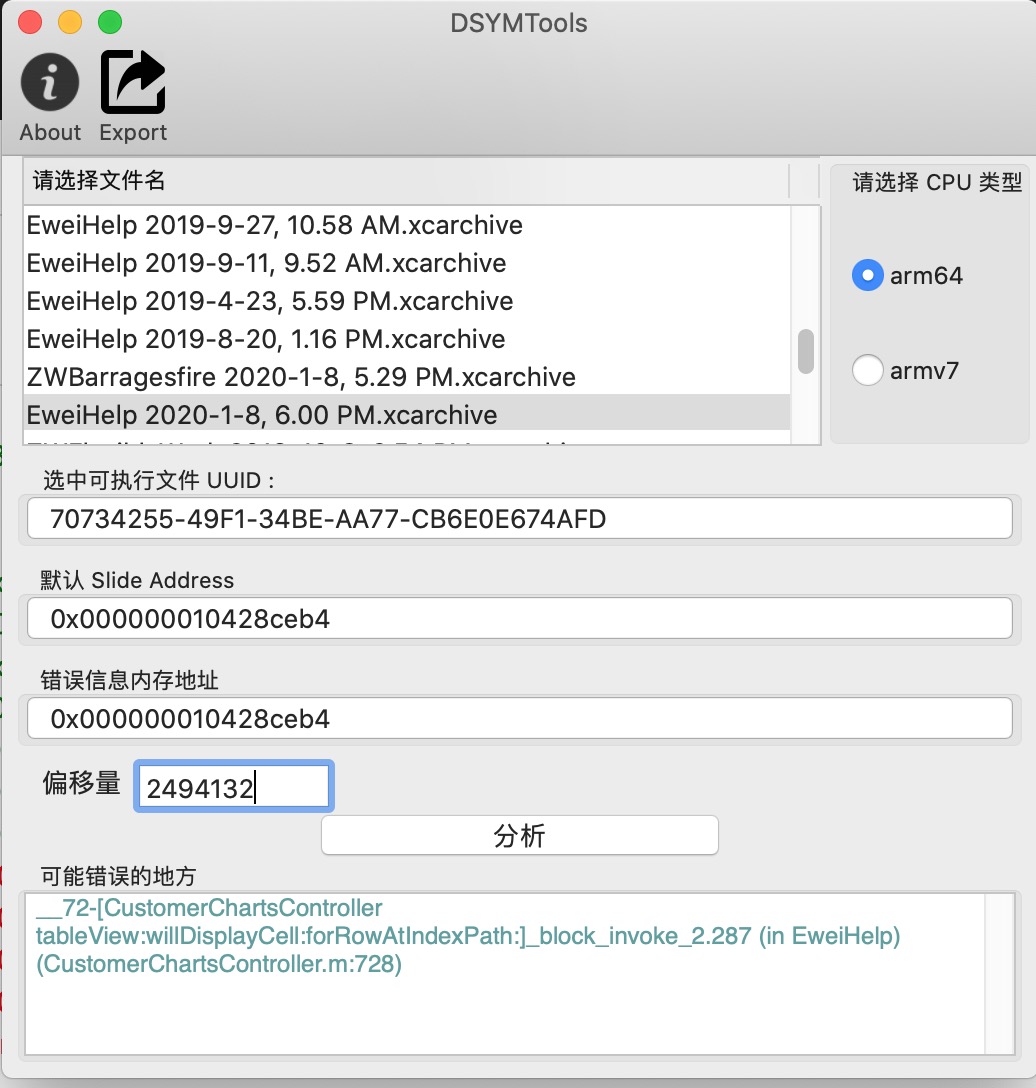 DSYMTools
About Export
请选择文件名
请选择 CPU 类型
EweiHelp 2019-9-27, 10.58 AM.xcarchive
EweiHelp 2019-9-11, 9.52 AM.xcarchive
EweiHelp 2019-4-23, 5.59 PM.xcarchive
EweiHelp 2019-8-20, 1.16 PM.xcarchive
ZWBarragesfire 2020-1-8, 5.29 PM.xcarchive
EweiHelp 2020-1-8, 6.00 PM.xcarchive
arm64
armv7
选中可执行文件 UUID :
70734255-49F1-34BE-AA77-CB6E0E674AFD
默认 Slide Address
0x000000010428ceb4
错误信息内存地址
0x000000010428ceb4
偏移量 2494132
分析
可能错误的地方
__72-[CustomerChartsController
tableView:willDisplayCell:forRowAtIndexPath:]_block_invoke_2.287 (in EweiHelp)
(CustomerChartsController.m:728)